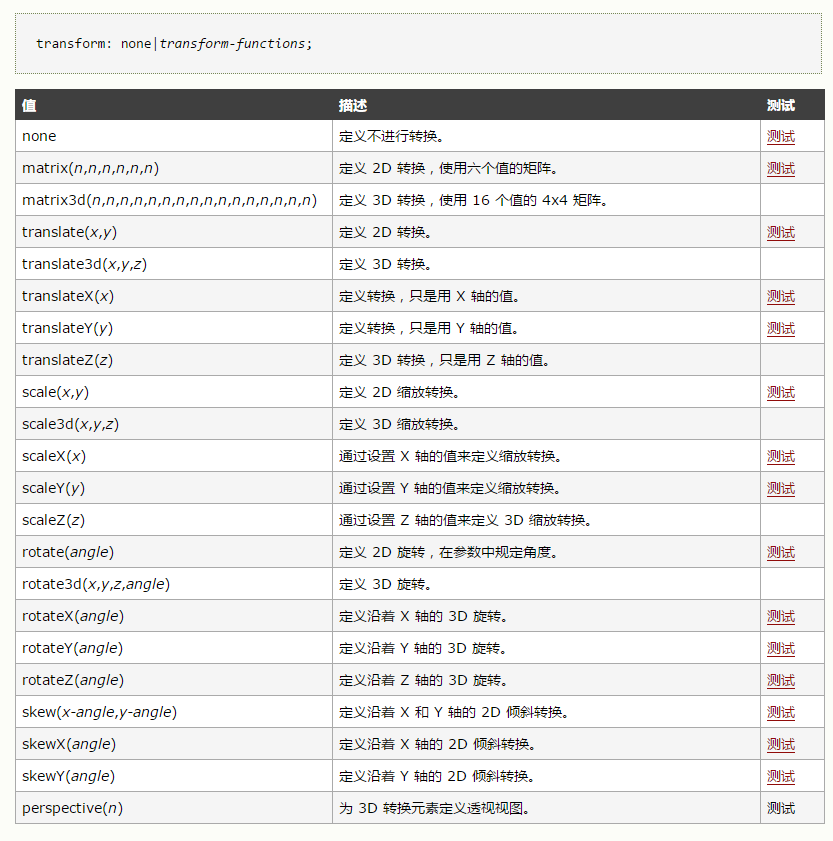 transform: none|transform-functions;
值 描述 测试
none 定义不进行转换。 测试
matrix(n,n,n,n,n,n) 定义 2D 转换，使用六个值的矩阵。 测试
matrix3d(n,n,n,n,n,n,n,n,n,n,n,n,n,n,n,n) 定义 3D 转换，使用 16 个值的 4x4 矩阵。
translate(x,y) 定义 2D 转换。 测试
translate3d(x,y,z) 定义 3D 转换。
translateX(x) 定义转换，只是用 X 轴的值。 测试
translateY(y) 定义转换，只是用 Y 轴的值。 测试
translateZ(z) 定义 3D 转换，只是用 Z 轴的值。
scale(x,y) 定义 2D 缩放转换。 测试
scale3d(x,y,z) 定义 3D 缩放转换。
scaleX(x) 通过设置 X 轴的值来定义缩放转换。 测试
scaleY(y) 通过设置 Y 轴的值来定义缩放转换。 测试
scaleZ(z) 通过设置 Z 轴的值来定义 3D 缩放转换。
rotate(angle) 定义 2D 旋转，在参数中规定角度。 测试
rotate3d(x,y,z,angle) 定义 3D 旋转。
rotateX(angle) 定义沿着 X 轴的 3D 旋转。 测试
rotateY(angle) 定义沿着 Y 轴的 3D 旋转。 测试
rotateZ(angle) 定义沿着 Z 轴的 3D 旋转。 测试
skew(x-angle,y-angle) 定义沿着 X 和 Y 轴的 2D 倾斜转换。 测试
skewX(angle) 定义沿着 X 轴的 2D 倾斜转换。 测试
skewY(angle) 定义沿着 Y 轴的 2D 倾斜转换。 测试
perspective(n) 为 3D 转换元素定义透视视图。 测试